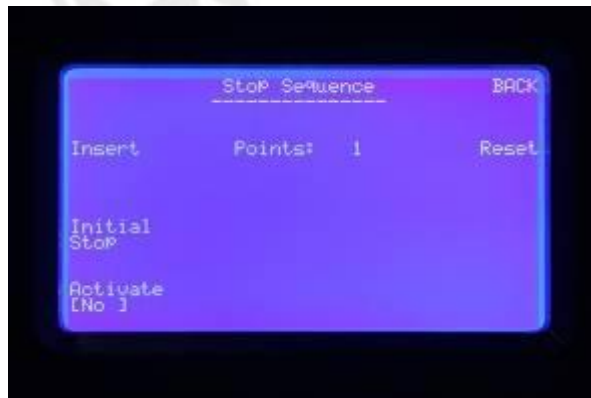 Stop Sequence BACK
Insert Points: 1 Reset
Initial
Stop
Activate
[No ]